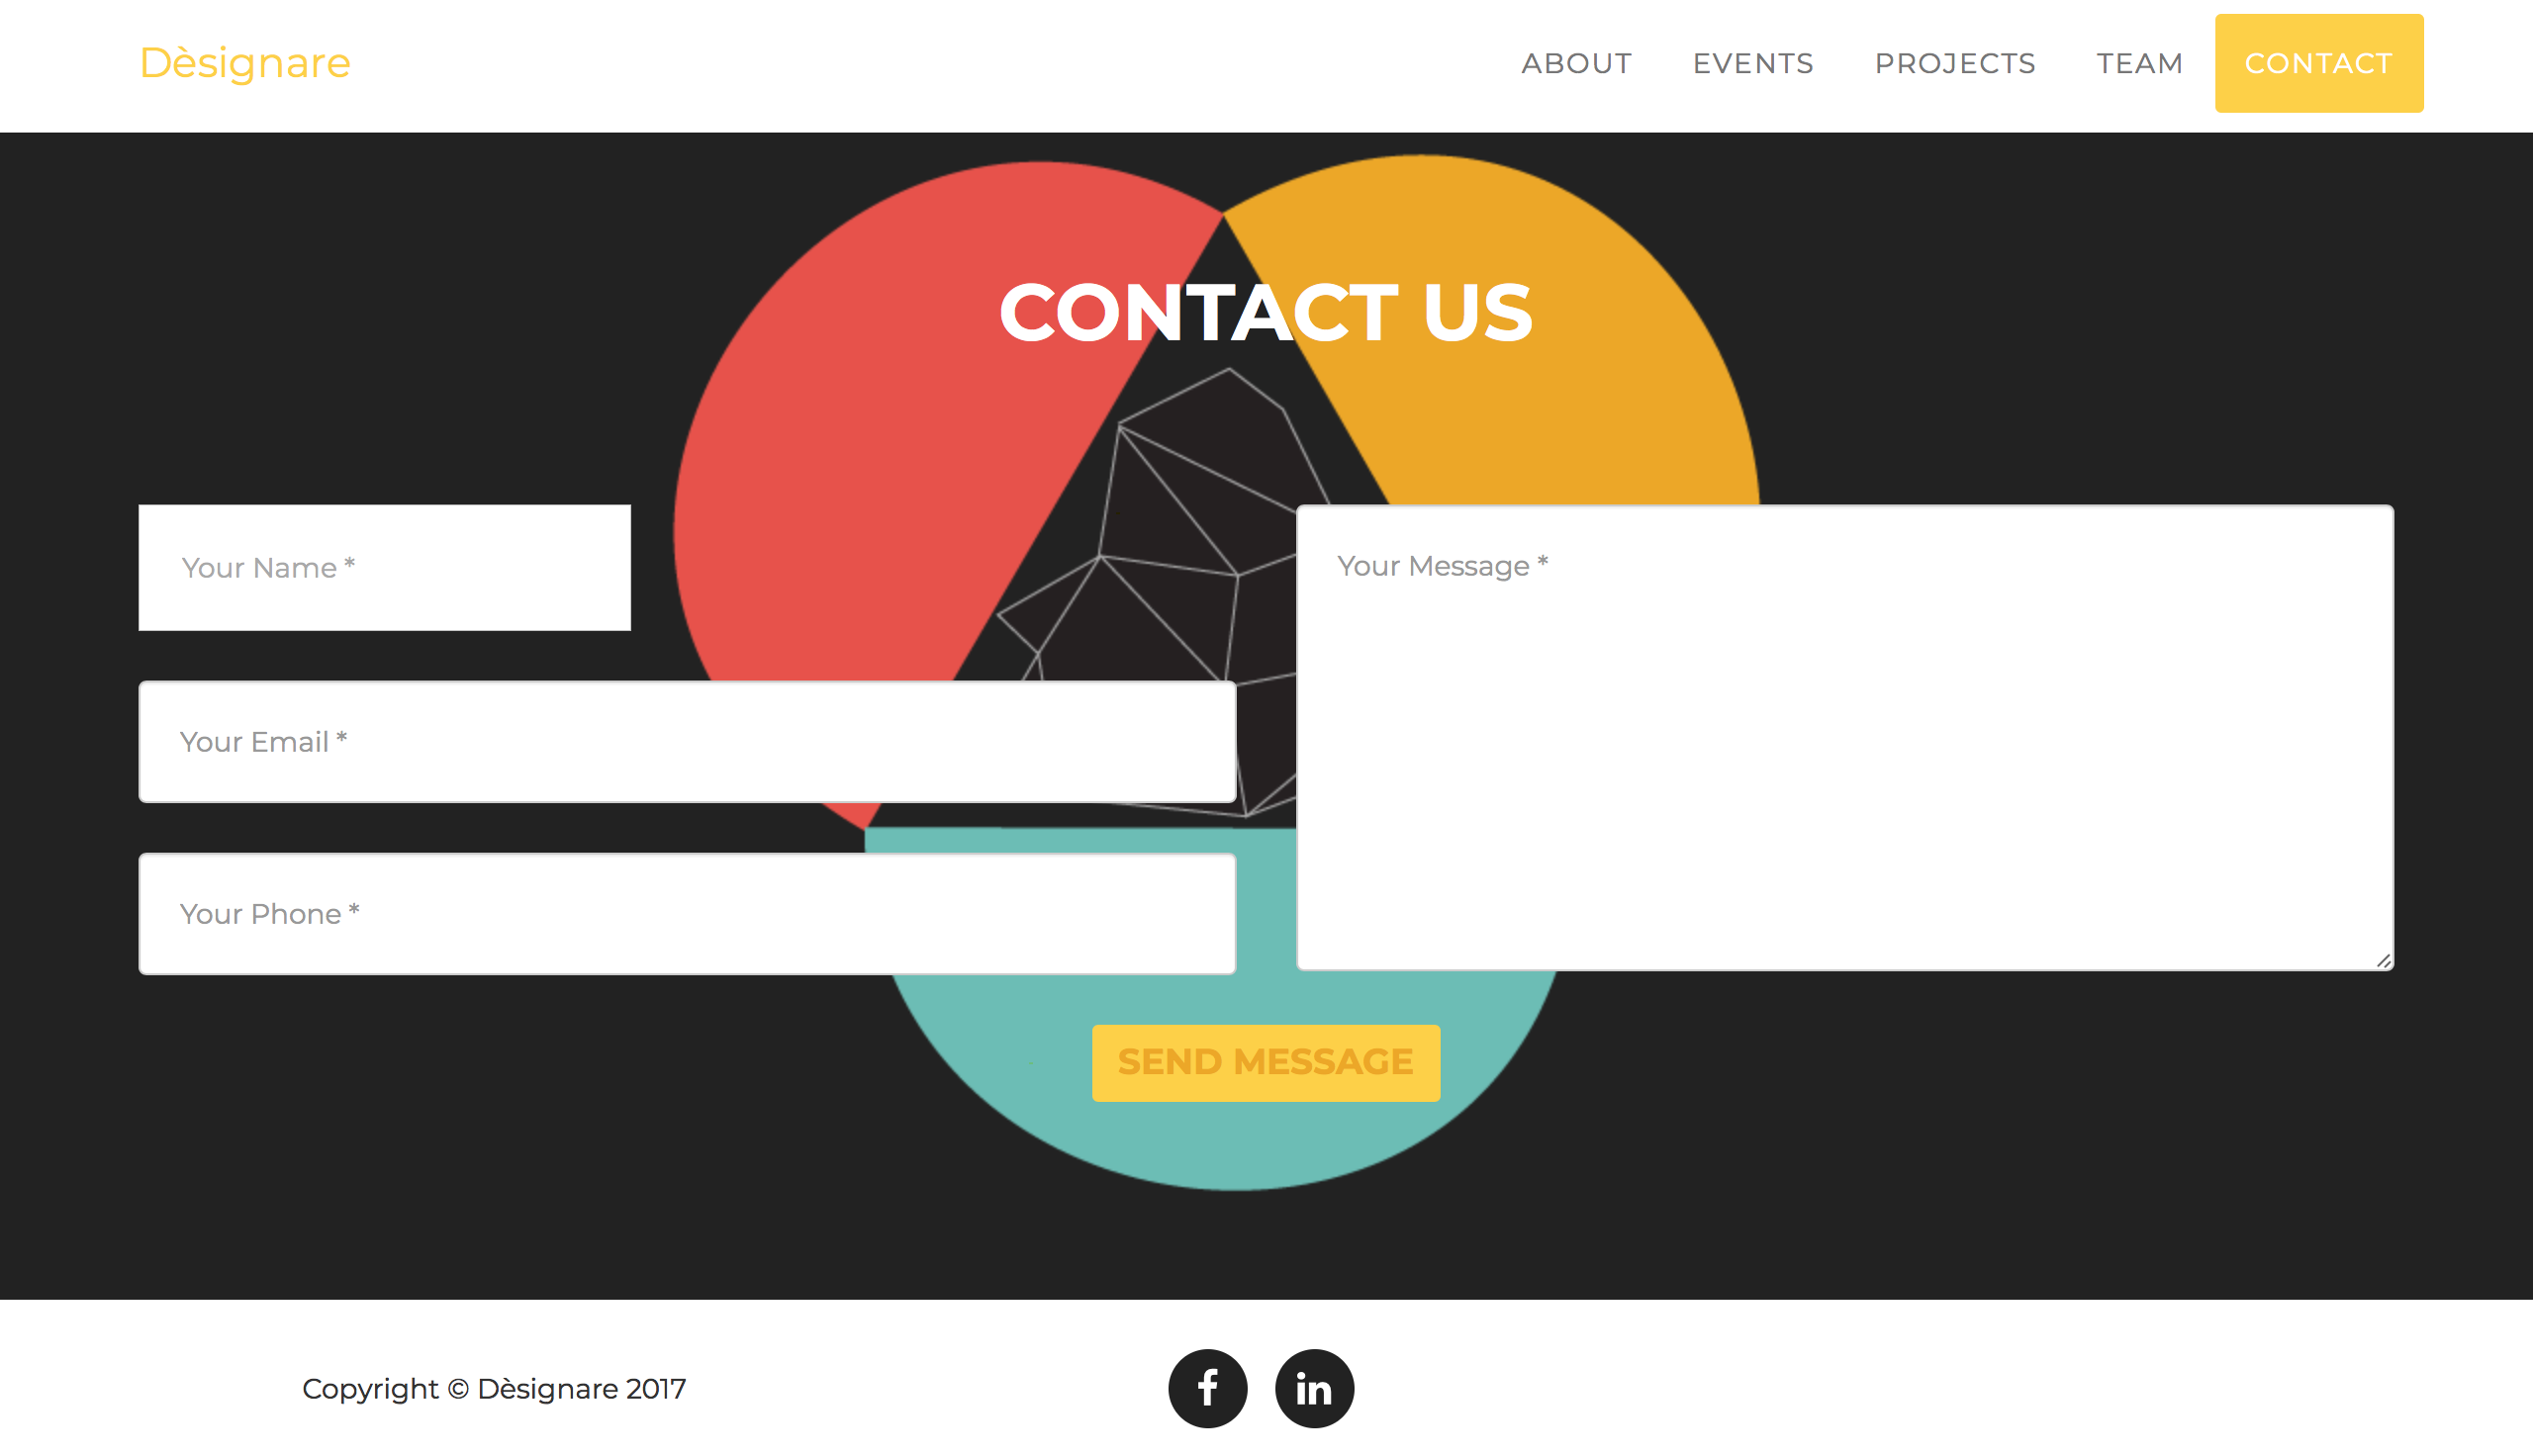 Dèsignare
ABOUT EVENTS PROJECTS TEAM CONTACT
CONTACT US
Your Name *
Your Message *
Your Email *
Your Phone *
SEND MESSAGE
Copyright © Dèsignare 2017
f in